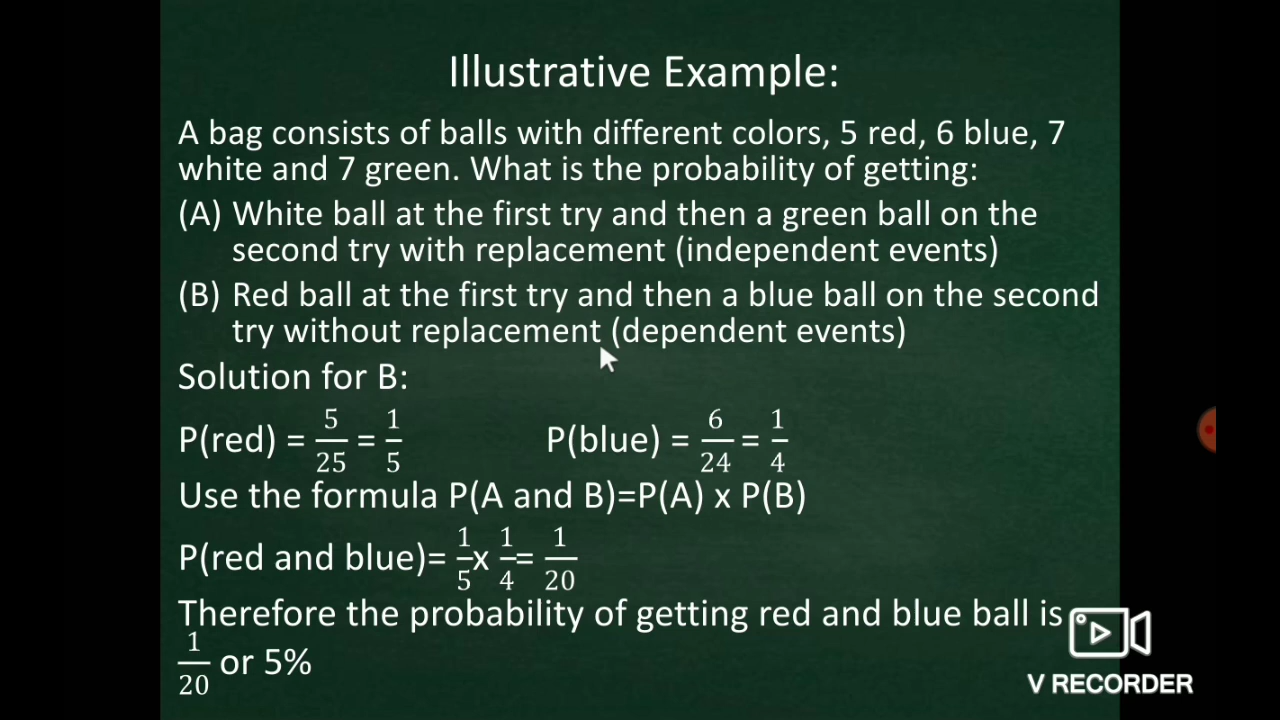 Illustrative Example:
A bag consists of balls with different colors, 5 red, 6 blue, 7
white and 7 green. What is the probability of getting:
(A) White ball at the first try and then a green ball on the
second try with replacement (independent events)
(B) Red ball at the first try and then a blue ball on the second
try without replacement (dependent events)
Solution for B:
P(red) = 5/25 = 1/5 P(blue) = 6/24 = 1/4
Use the formula P(A and B)=P(A) x P(B)
P(red and blue)= 1/5 x 1/4 = 1/20
Therefore the probability of getting red and blue ball is
1/20 or 5%
V RECORDER